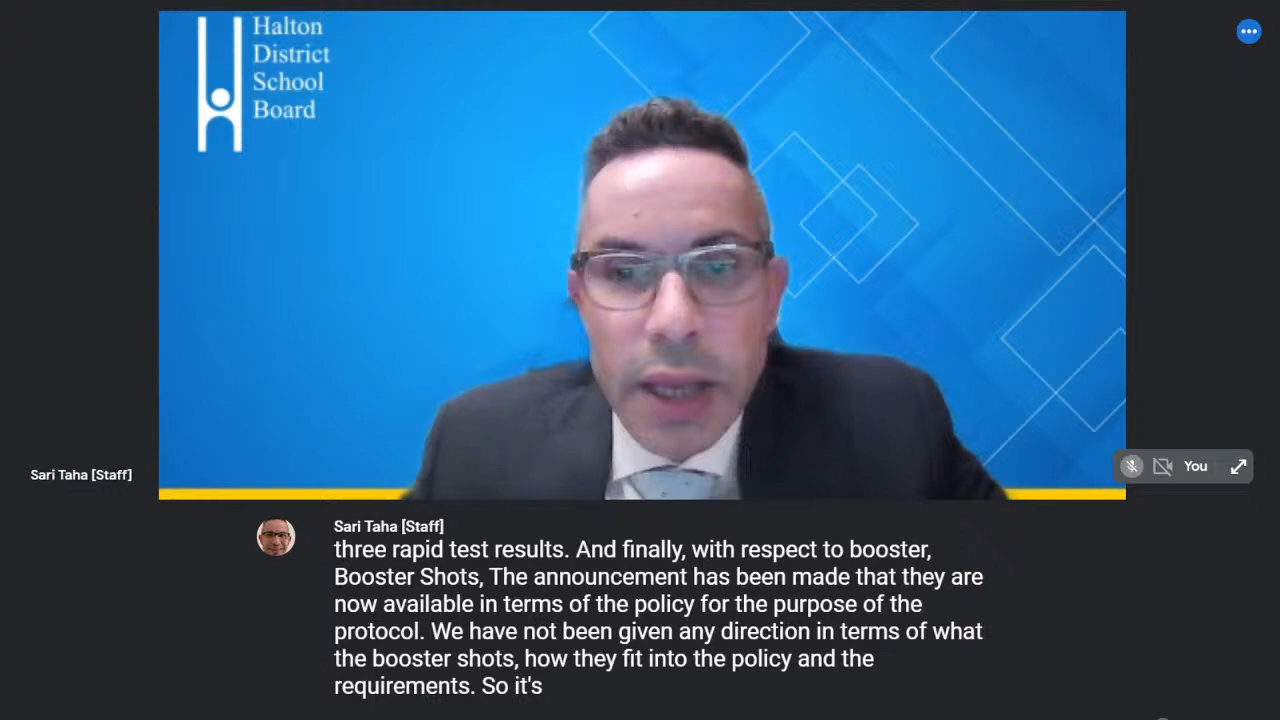 Halton
District
School
Board
Sari Taha [Staff]
You
Sari Taha [Staff]
three rapid test results. And finally, with respect to booster,
Booster Shots, The announcement has been made that they are
now available in terms of the policy for the purpose of the
protocol. We have not been given any direction in terms of what
the booster shots, how they fit into the policy and the
requirements. So it's